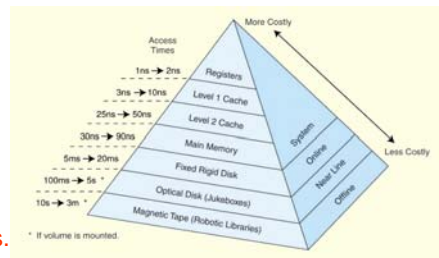 More Costly
Access
Times
1ns → 2ns
Registers
3ns → 10ns
Level 1 Cache
25ns → 50ns
Level 2 Cache
30ns → 90ns
Main Memory
5ms → 20ms
Fixed Rigid Disk
100ms → 5s *
Optical Disk (Jukeboxes)
10s → 3m *
Magnetic Tape (Robotic Libraries)
System
Online
Near Line
Offline
Less Costly
s.
* If volume is mounted.